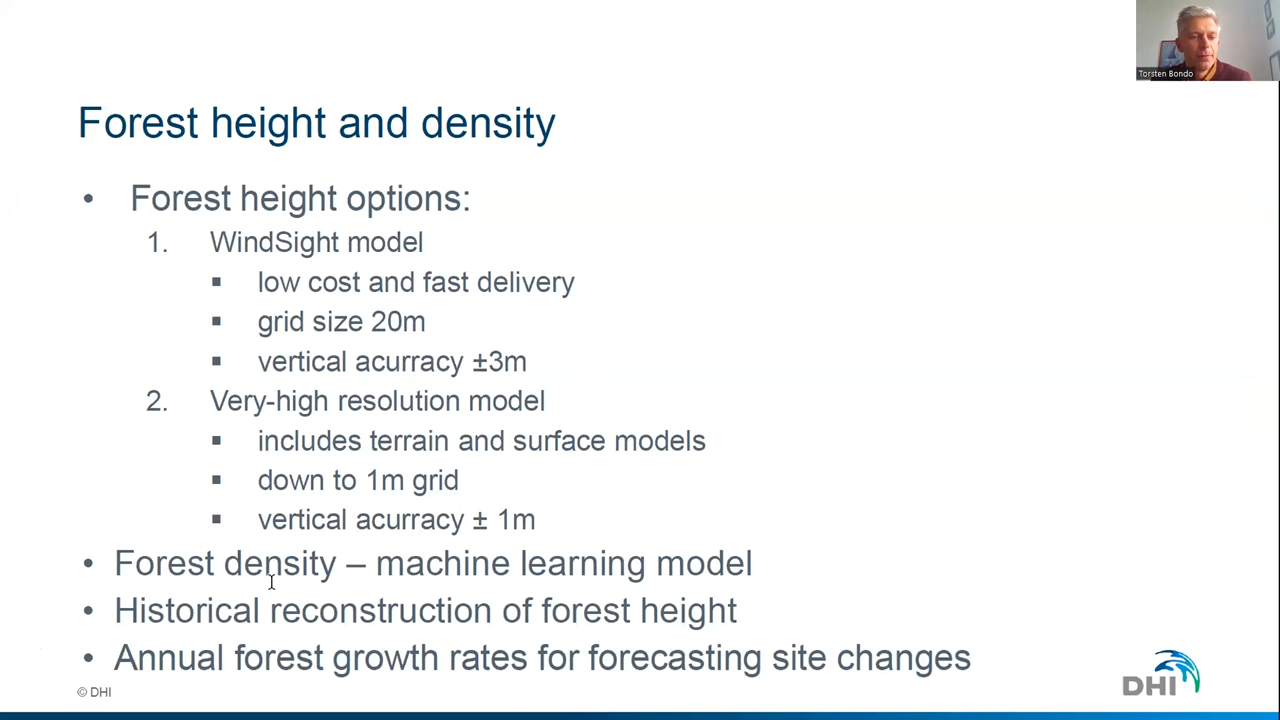 Torsten Bondo
Forest height and density
• Forest height options:
1. WindSight model
▪ low cost and fast delivery
▪ grid size 20m
▪ vertical acurracy ±3m
2. Very-high resolution model
▪ includes terrain and surface models
▪ down to 1m grid
▪ vertical acurracy ± 1m
• Forest density – machine learning model
• Historical reconstruction of forest height
• Annual forest growth rates for forecasting site changes
© DHI
DHI